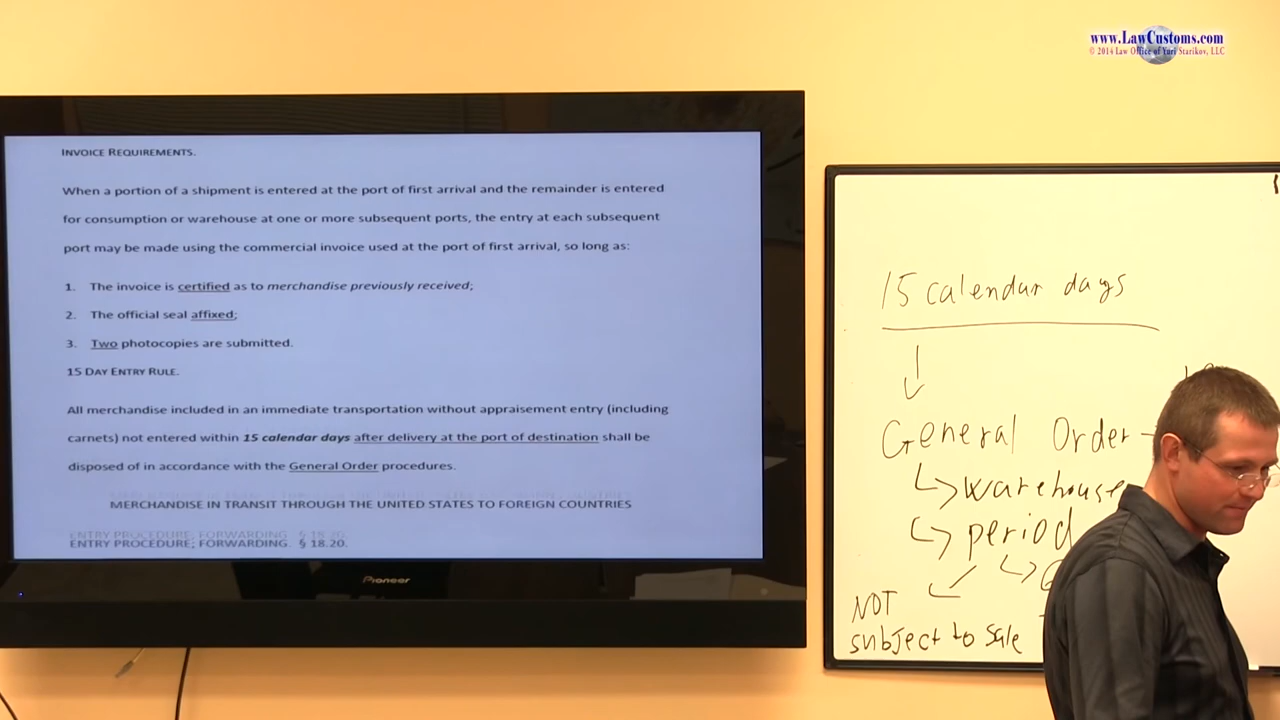 www.LawCustoms.com
© 2014 Law Office of Yuri Starikov, LLC
INVOICE REQUIREMENTS.
When a portion of a shipment is entered at the port of first arrival and the remainder is entered
for consumption or warehouse at one or more subsequent ports, the entry at each subsequent
port may be made using the commercial invoice used at the port of first arrival, so long as:
1. The invoice is certified as to merchandise previously received;
2. The official seal affixed;
3. Two photocopies are submitted.
15 DAY ENTRY RULE.
All merchandise included in an immediate transportation without appraisement entry (including
carnets) not entered within 15 calendar days after delivery at the port of destination shall be
disposed of in accordance with the General Order procedures.
MERCHANDISE IN TRANSIT THROUGH THE UNITED STATES TO FOREIGN COUNTRIES
ENTRY PROCEDURE; FORWARDING. § 18.20.
ENTRY PROCEDURE; FORWARDING. § 18.20.
Pioneer
15 calendar days
General Order
warehouse
period
NOT
subject to sale